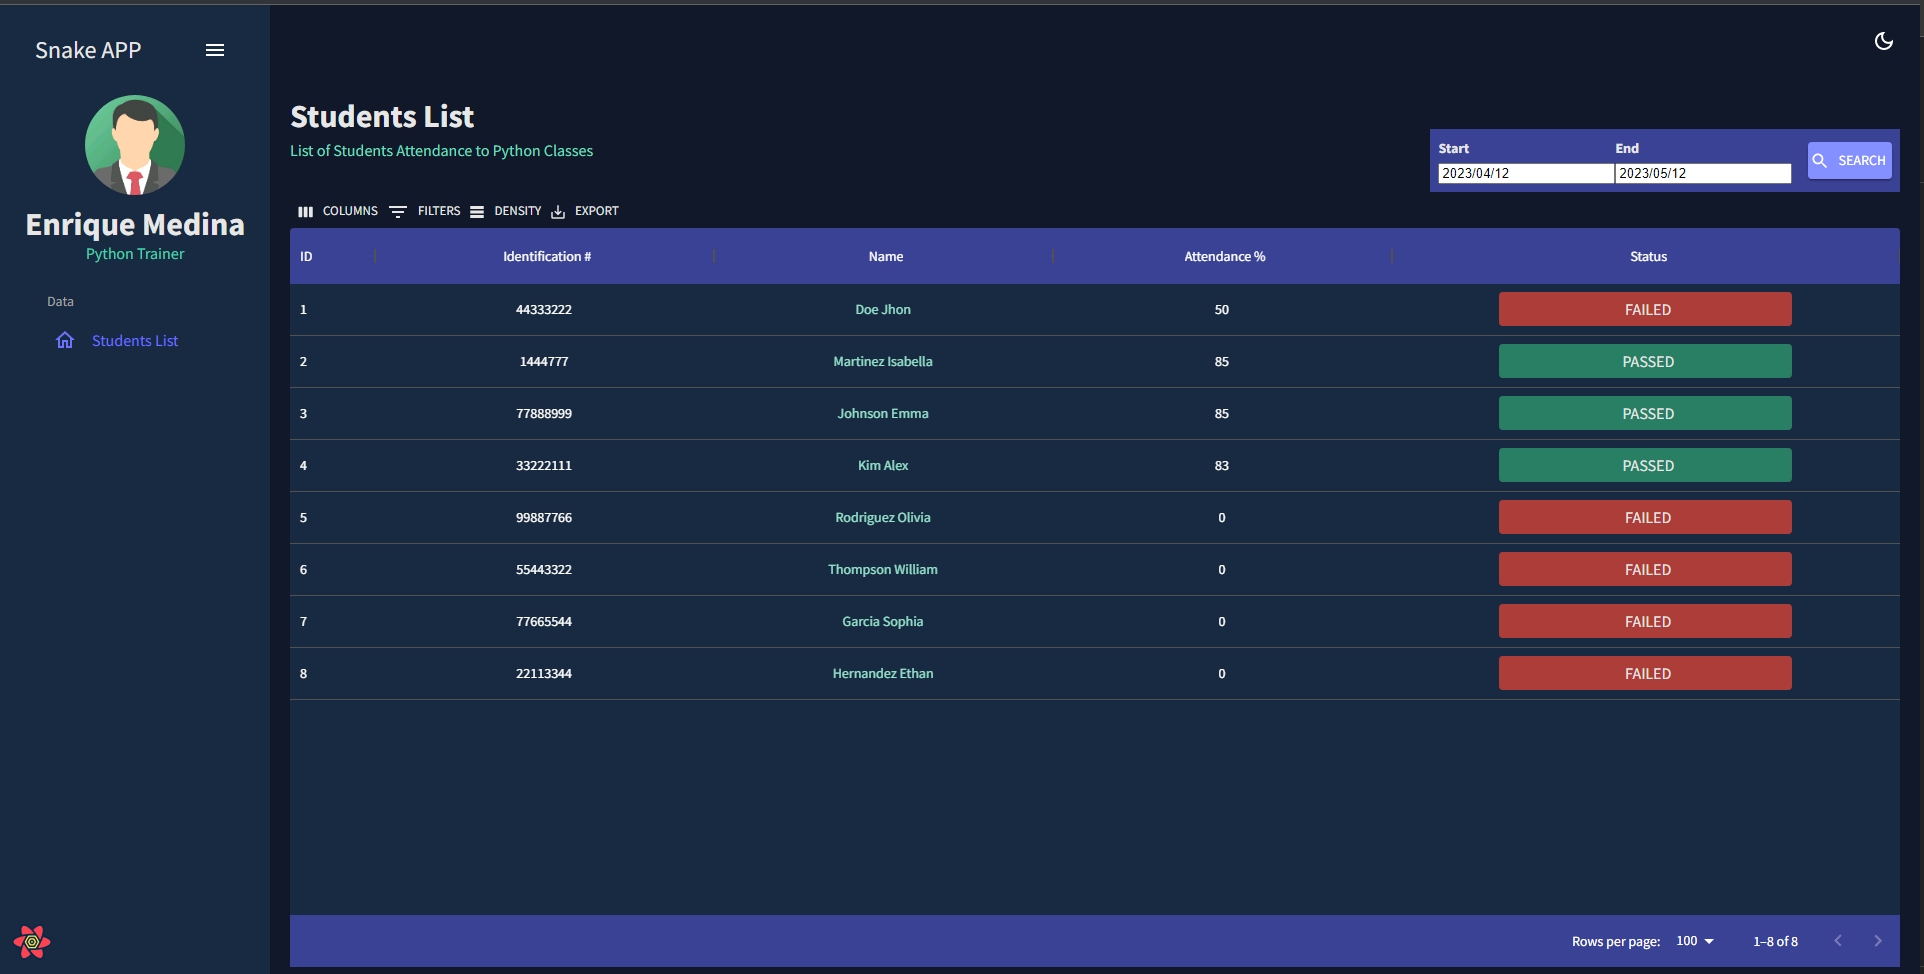 Snake APP
Enrique Medina
Python Trainer
Data
Students List
Students List
List of Students Attendance to Python Classes
Start End
2023/04/12 2023/05/12 SEARCH
COLUMNS FILTERS DENSITY EXPORT
ID Identification # Name Attendance % Status
1 44333222 Doe Jhon 50 FAILED
2 1444777 Martinez Isabella 85 PASSED
3 77888999 Johnson Emma 85 PASSED
4 33222111 Kim Alex 83 PASSED
5 99887766 Rodriguez Olivia 0 FAILED
6 55443322 Thompson William 0 FAILED
7 77665544 Garcia Sophia 0 FAILED
8 22113344 Hernandez Ethan 0 FAILED
Rows per page: 100 1–8 of 8